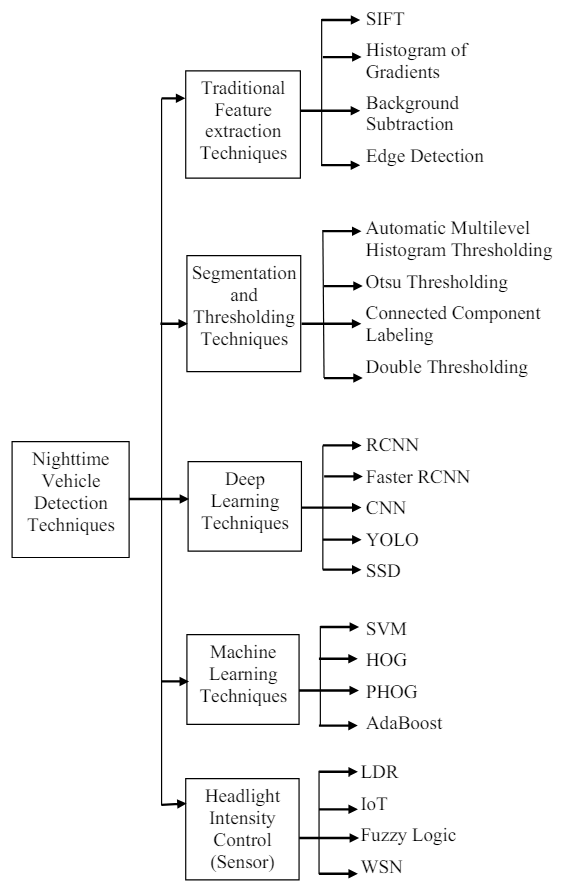 Nighttime
Vehicle
Detection
Techniques
Traditional
Feature
extraction
Techniques
SIFT
Histogram of
Gradients
Background
Subtraction
Edge Detection
Segmentation
and
Thresholding
Techniques
Automatic Multilevel
Histogram Thresholding
Otsu Thresholding
Connected Component
Labeling
Double Thresholding
Deep
Learning
Techniques
RCNN
Faster RCNN
CNN
YOLO
SSD
Machine
Learning
Techniques
SVM
HOG
PHOG
AdaBoost
Headlight
Intensity
Control
(Sensor)
LDR
IoT
Fuzzy Logic
WSN